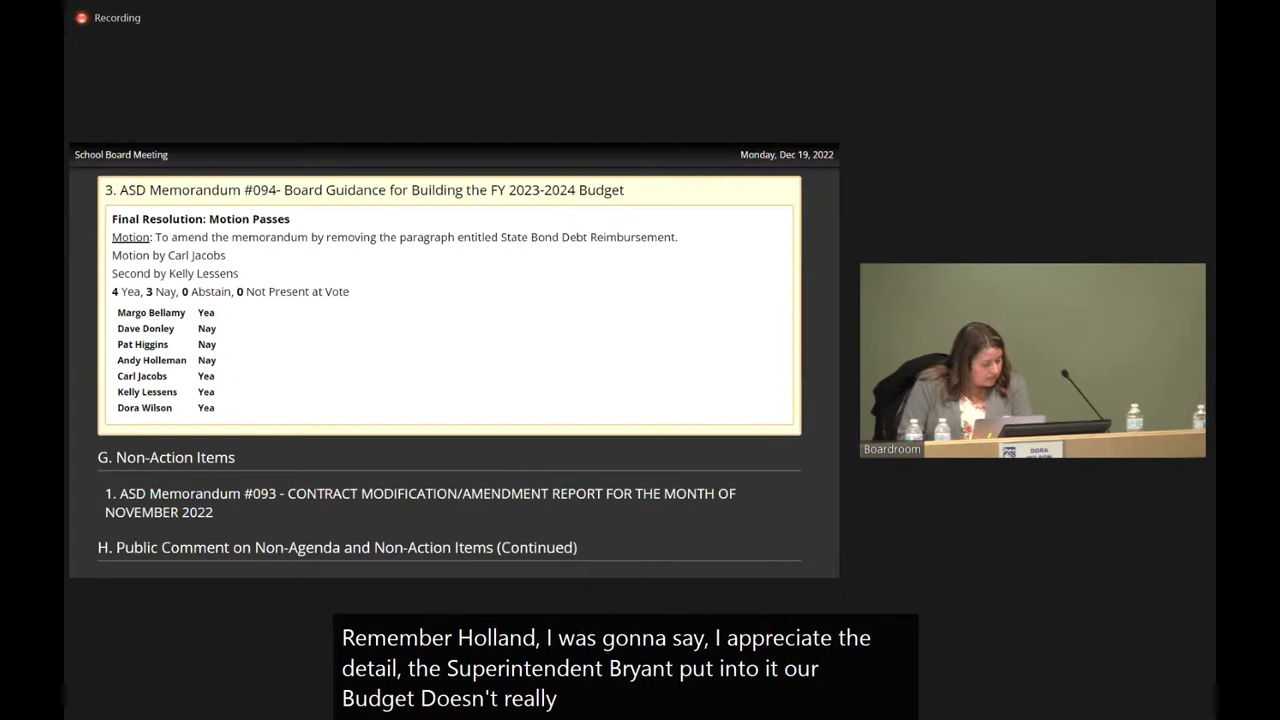 Recording
School Board Meeting
Monday, Dec 19, 2022
3. ASD Memorandum #094- Board Guidance for Building the FY 2023-2024 Budget
Final Resolution: Motion Passes
Motion: To amend the memorandum by removing the paragraph entitled State Bond Debt Reimbursement.
Motion by Carl Jacobs
Second by Kelly Lessens
4 Yea, 3 Nay, 0 Abstain, 0 Not Present at Vote
Margo Bellamy Yea
Dave Donley Nay
Pat Higgins Nay
Andy Holleman Nay
Carl Jacobs Yea
Kelly Lessens Yea
Dora Wilson Yea
G. Non-Action Items
1. ASD Memorandum #093 - CONTRACT MODIFICATION/AMENDMENT REPORT FOR THE MONTH OF
NOVEMBER 2022
H. Public Comment on Non-Agenda and Non-Action Items (Continued)
Boardroom
DORA
WILSON
Remember Holland, I was gonna say, I appreciate the
detail, the Superintendent Bryant put into it our
Budget Doesn't really